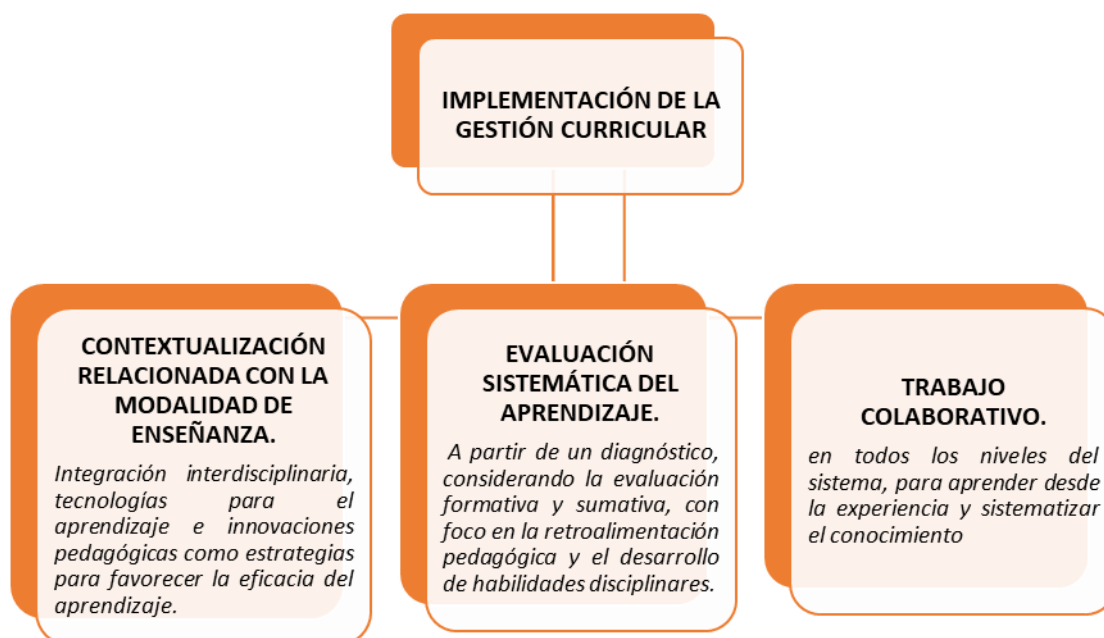 IMPLEMENTACIÓN DE LA
GESTIÓN CURRICULAR
CONTEXTUALIZACIÓN
RELACIONADA CON LA
MODALIDAD DE
ENSEÑANZA.
Integración interdisciplinaria,
tecnologías para el
aprendizaje e innovaciones
pedagógicas como estrategias
para favorecer la eficacia del
aprendizaje.
EVALUACIÓN
SISTEMÁTICA DEL
APRENDIZAJE.
A partir de un diagnóstico,
considerando la evaluación
formativa y sumativa, con
foco en la retroalimentación
pedagógica y el desarrollo
de habilidades disciplinares.
TRABAJO
COLABORATIVO.
en todos los niveles del
sistema, para aprender desde
la experiencia y sistematizar
el conocimiento